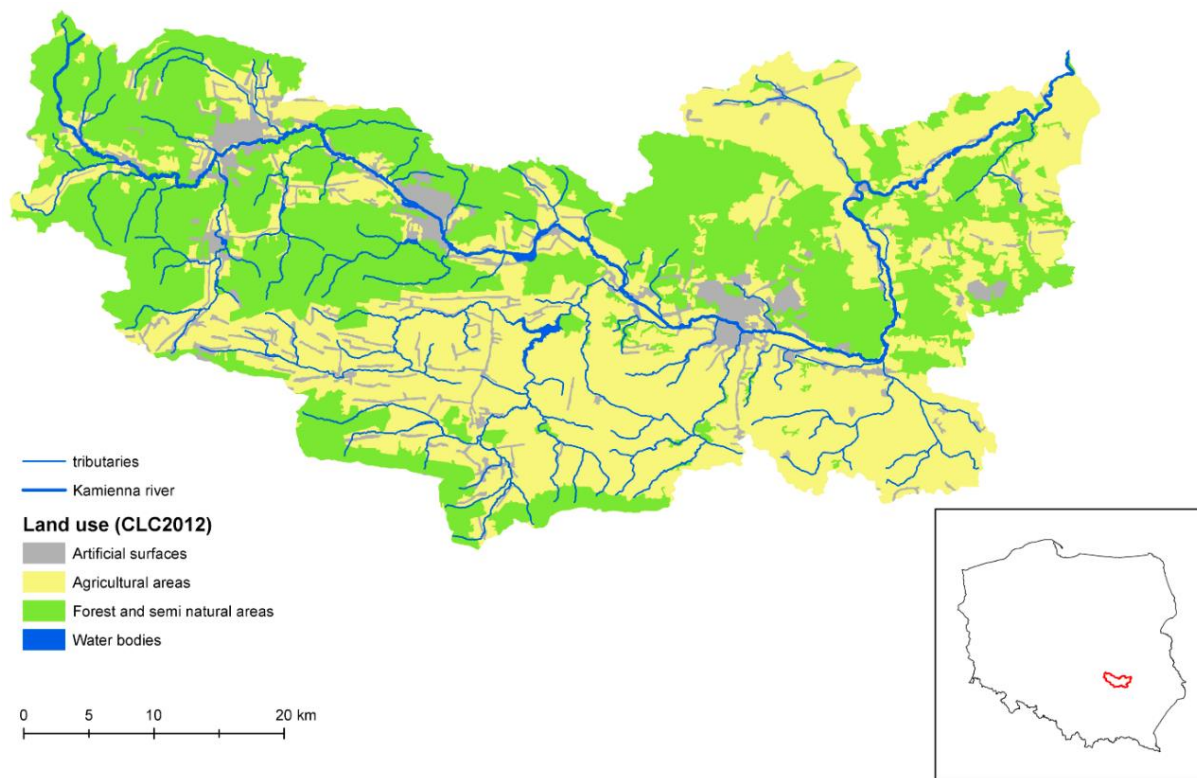 tributaries
Kamienna river
Land use (CLC2012)
Artificial surfaces
Agricultural areas
Forest and semi natural areas
Water bodies
0 5 10 20 km